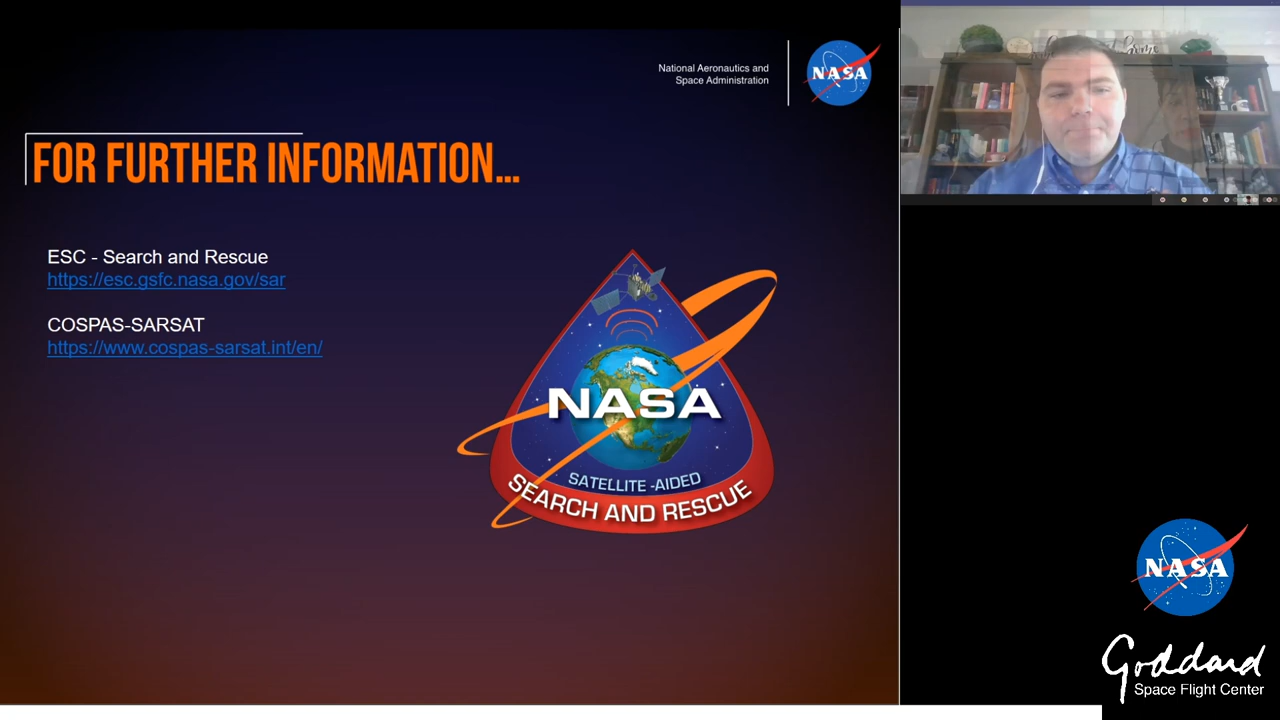 National Aeronautics and
Space Administration
NASA
FOR FURTHER INFORMATION...
ESC - Search and Rescue
https://esc.gsfc.nasa.gov/sar
COSPAS-SARSAT
https://www.cospas-sarsat.int/en/
NASA
SATELLITE -AIDED
SEARCH AND RESCUE
NASA
Goddard
Space Flight Center